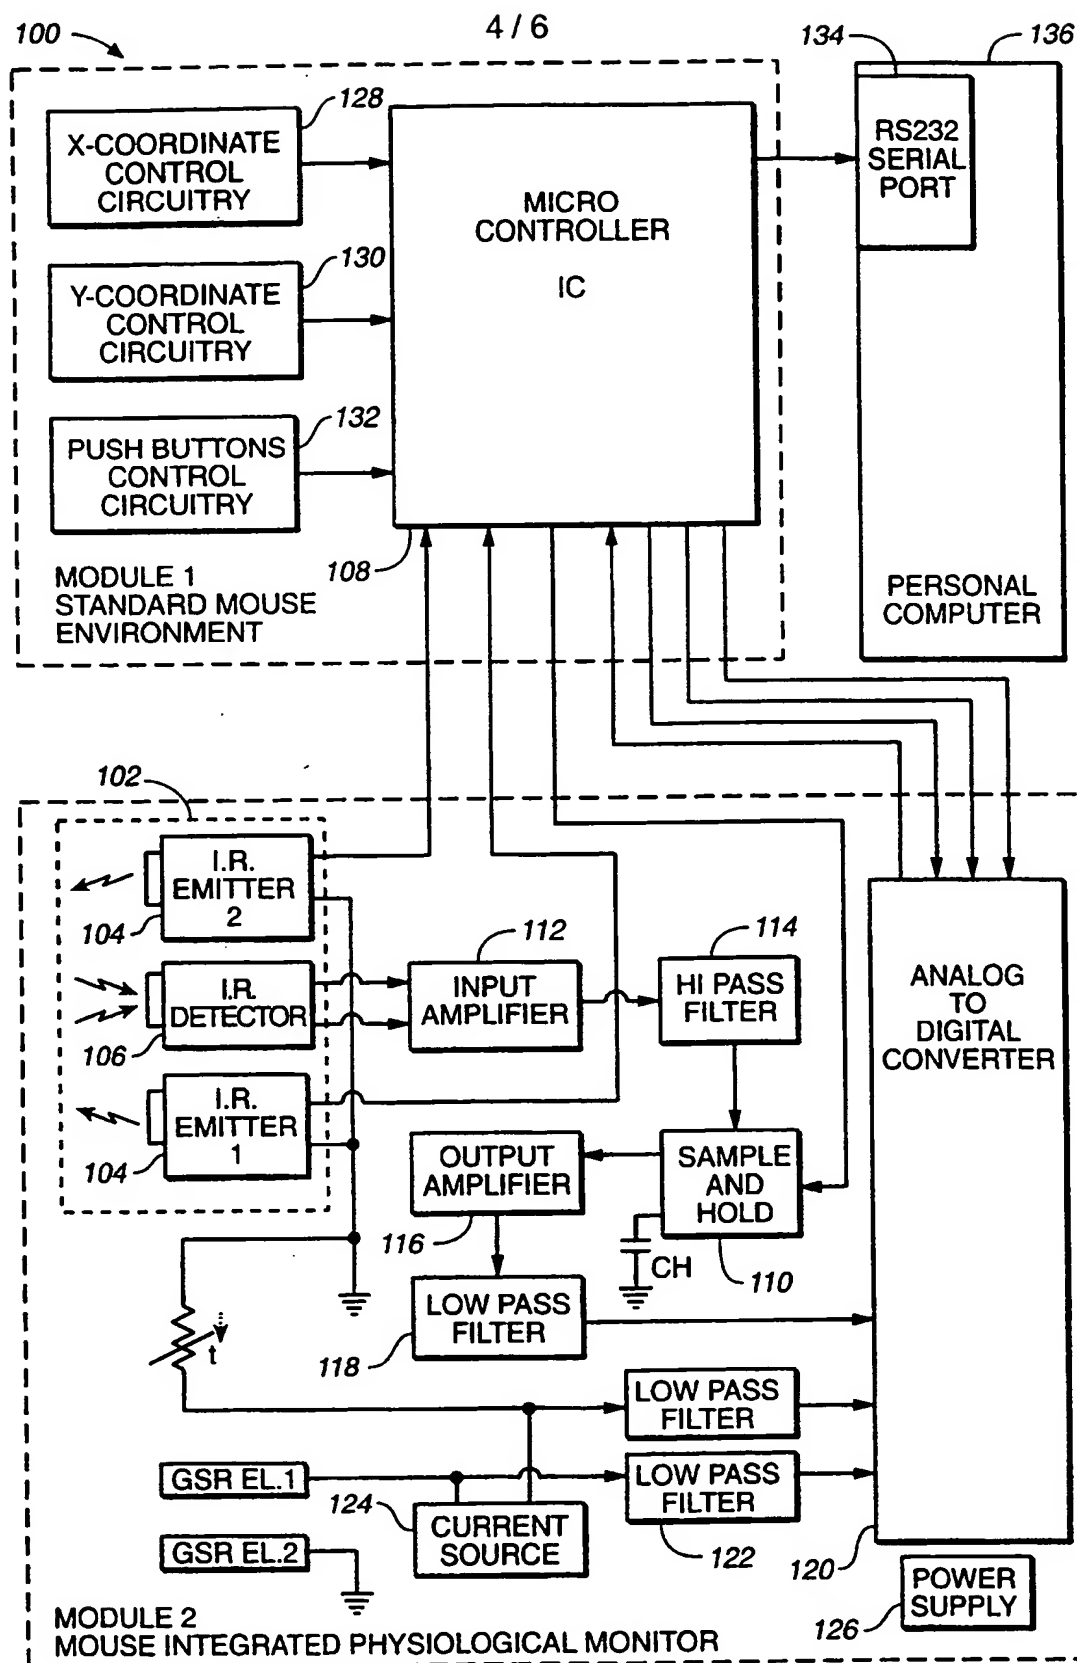 4 / 6
100
134
136
128
X-COORDINATE
CONTROL
CIRCUITRY
MICRO
CONTROLLER
IC
RS232
SERIAL
PORT
130
Y-COORDINATE
CONTROL
CIRCUITRY
132
PUSH BUTTONS
CONTROL
CIRCUITRY
108
MODULE 1
STANDARD MOUSE
ENVIRONMENT
PERSONAL
COMPUTER
102
I.R.
EMITTER
2
104
112
114
I.R.
DETECTOR
106
INPUT
AMPLIFIER
HI PASS
FILTER
ANALOG
TO
DIGITAL
CONVERTER
I.R.
EMITTER
1
104
OUTPUT
AMPLIFIER
116
SAMPLE
AND
HOLD
CH
110
LOW PASS
FILTER
118
t
LOW PASS
FILTER
GSR EL.1
LOW PASS
FILTER
122
124
CURRENT
SOURCE
GSR EL.2
120
POWER
SUPPLY
126
MODULE 2
MOUSE INTEGRATED PHYSIOLOGICAL MONITOR